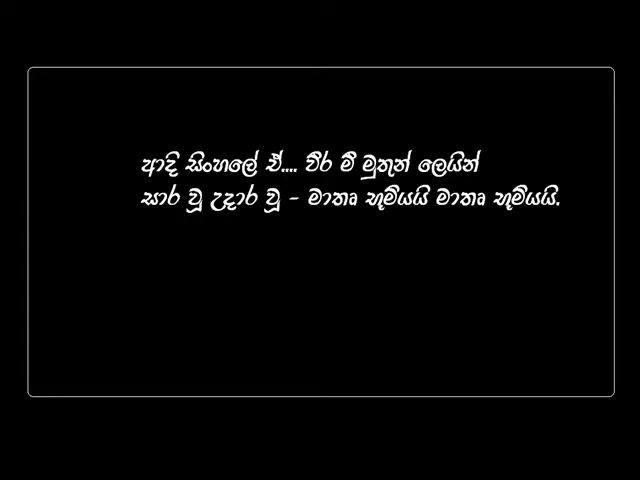 ආදි සිංහලේ ඒ.... වීර මී මුතුන් ලෙයින්
සාර වූ උදාර වූ - මාතෘ භූමියයි මාතෘ භූමියයි.